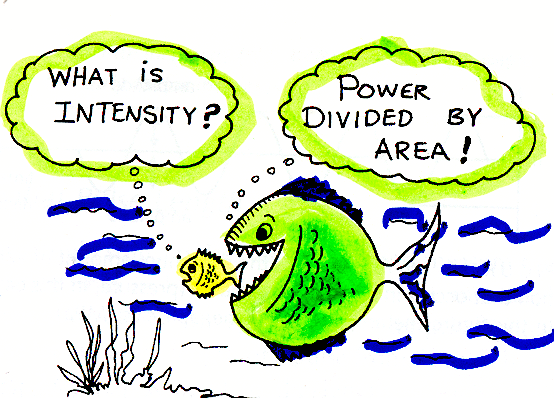 WHAT is
INTENSITY?
POWER
DIVIDED BY
AREA!